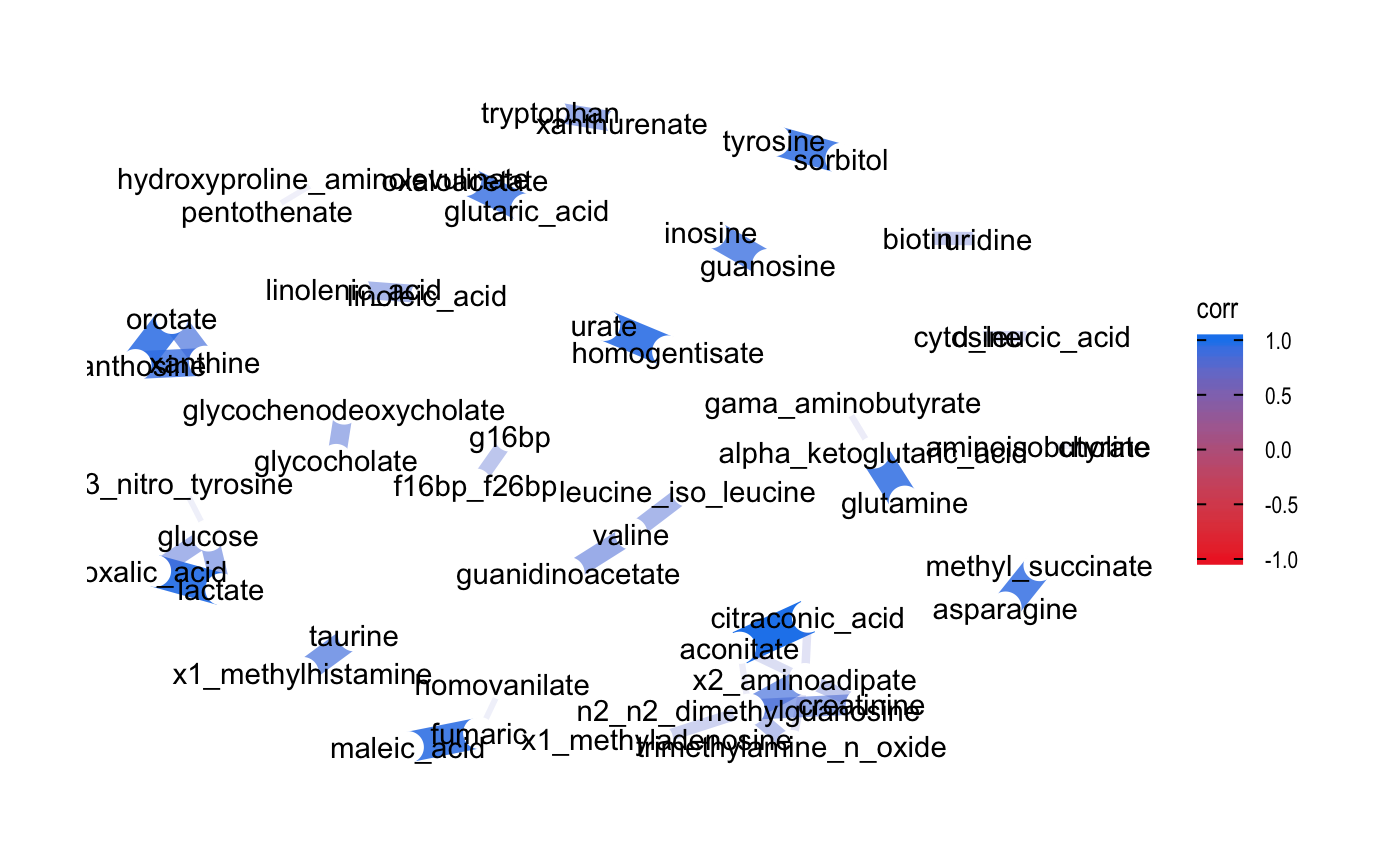 tryptophan
xanthurenate
tyrosine
sorbitol
hydroxyproline_aminolevulinate
oxaloacetate
pentothenate
glutaric_acid
inosine
guanosine
biotin
uridine
linolenic_acid
linoleic_acid
orotate
anthosine
xanthine
urate
homogentisate
cytosine
corr
1.0
0.5
0.0
-0.5
-1.0
glycochenodeoxycholate
glycocholate
g16bp
f16bp_f26bp
gama_aminobutyrate
alpha_ketoglutaric_acid
aminoisobutyrate
choline
glutamine
3_nitro_tyrosine
leucine_iso_leucine
valine
guanidinoacetate
glucose
oxalic_acid
lactate
methyl_succinate
asparagine
taurine
x1_methylhistamine
citraconic_acid
aconitate
x2_aminoadipate
creatinine
n2_n2_dimethylguanosine
x1_methyladenosine
trimethylamine_n_oxide
homovanilate
fumaric
maleic_acid